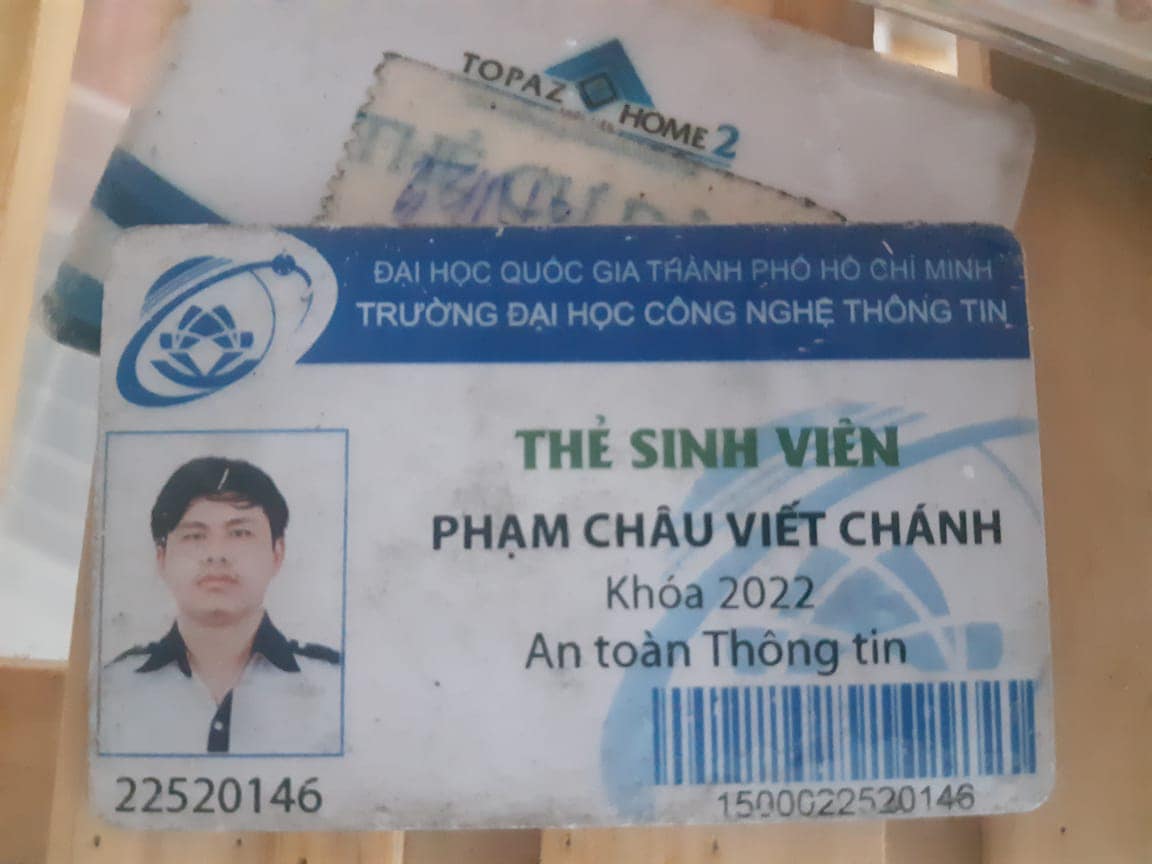 TOPAZ HOME 2
THẺ
ĐẠI HỌC QUỐC GIA THÀNH PHỐ HỒ CHÍ MINH
TRƯỜNG ĐẠI HỌC CÔNG NGHỆ THÔNG TIN
THẺ SINH VIÊN
PHẠM CHÂU VIẾT CHÁNH
Khóa 2022
An toàn Thông tin
22520146
1500022520146